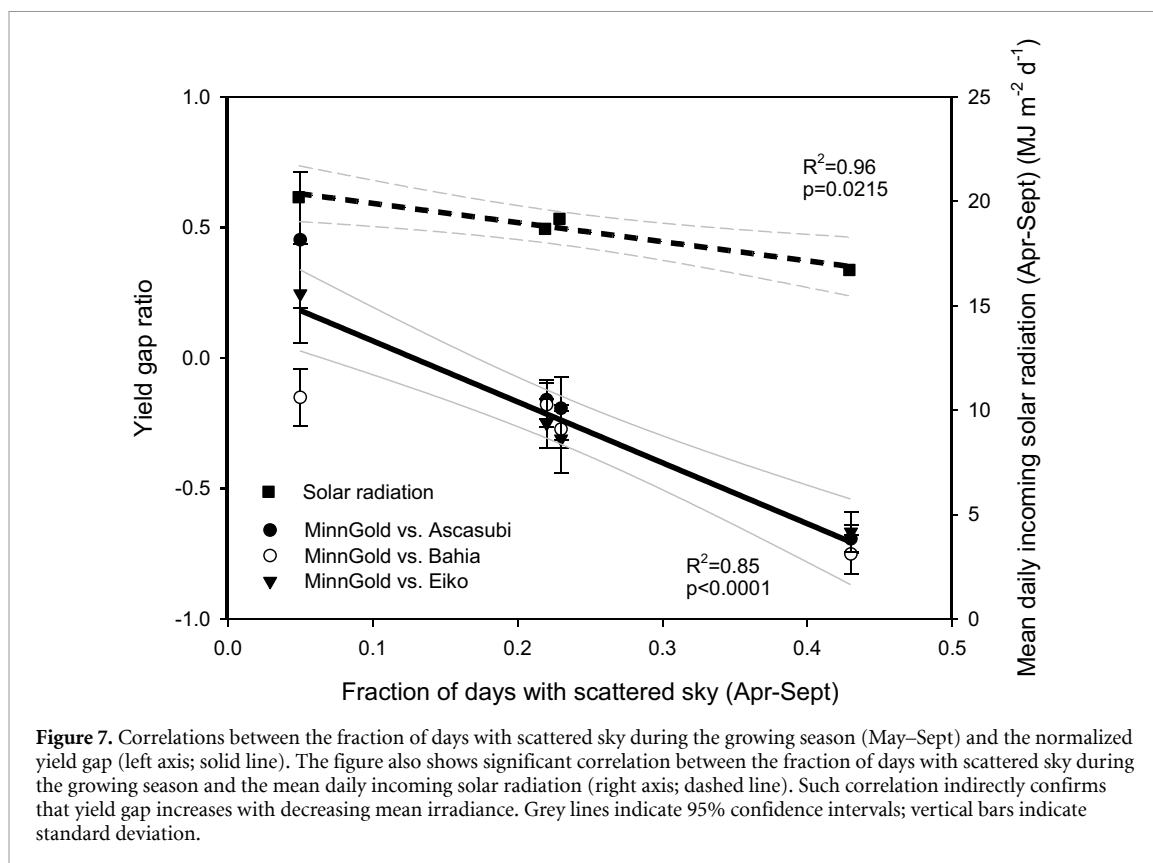 1.0
0.5
0.0
-0.5
-1.0
Yield gap ratio
25
20
15
10
5
0
Mean daily incoming solar radiation (Apr-Sept) (MJ m⁻² d⁻¹)
R²=0.96
p=0.0215
Solar radiation
MinnGold vs. Ascasubi
MinnGold vs. Bahia
MinnGold vs. Eiko
R²=0.85
p<0.0001
0.0 0.1 0.2 0.3 0.4 0.5
Fraction of days with scattered sky (Apr-Sept)
Figure 7. Correlations between the fraction of days with scattered sky during the growing season (May–Sept) and the normalized
yield gap (left axis; solid line). The figure also shows significant correlation between the fraction of days with scattered sky during
the growing season and the mean daily incoming solar radiation (right axis; dashed line). Such correlation indirectly confirms
that yield gap increases with decreasing mean irradiance. Grey lines indicate 95% confidence intervals; vertical bars indicate
standard deviation.